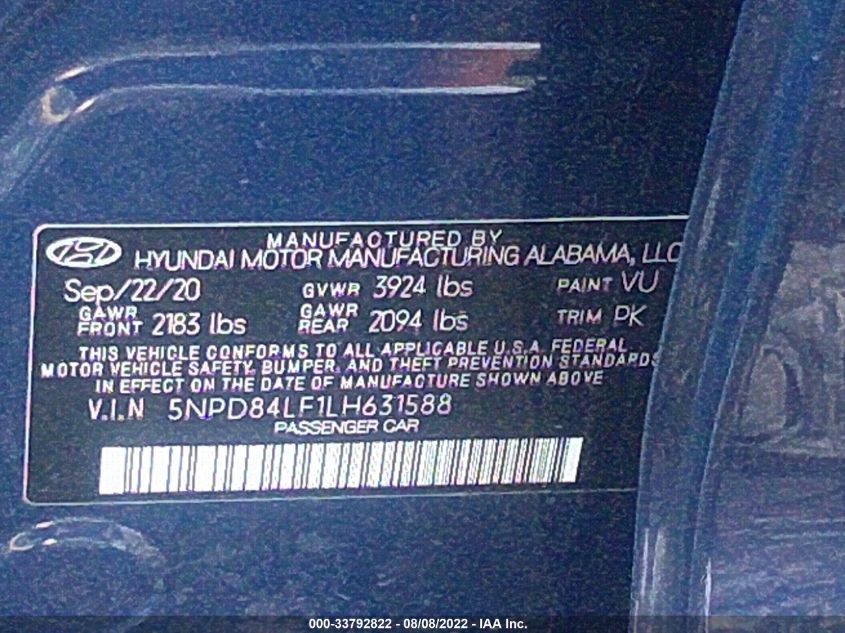 MANUFACTURED BY
HYUNDAI MOTOR MANUFACTURING ALABAMA, LLC
Sep/22/20 GVWR 3924 lbs PAINT VU
GAWR FRONT 2183 lbs GAWR REAR 2094 lbs TRIM PK
THIS VEHICLE CONFORMS TO ALL APPLICABLE U.S.A. FEDERAL
MOTOR VEHICLE SAFETY, BUMPER, AND THEFT PREVENTION STANDARDS
IN EFFECT ON THE DATE OF MANUFACTURE SHOWN ABOVE
V.I.N 5NPD84LF1LH631588
PASSENGER CAR
000-33792822 - 08/08/2022 - IAA Inc.